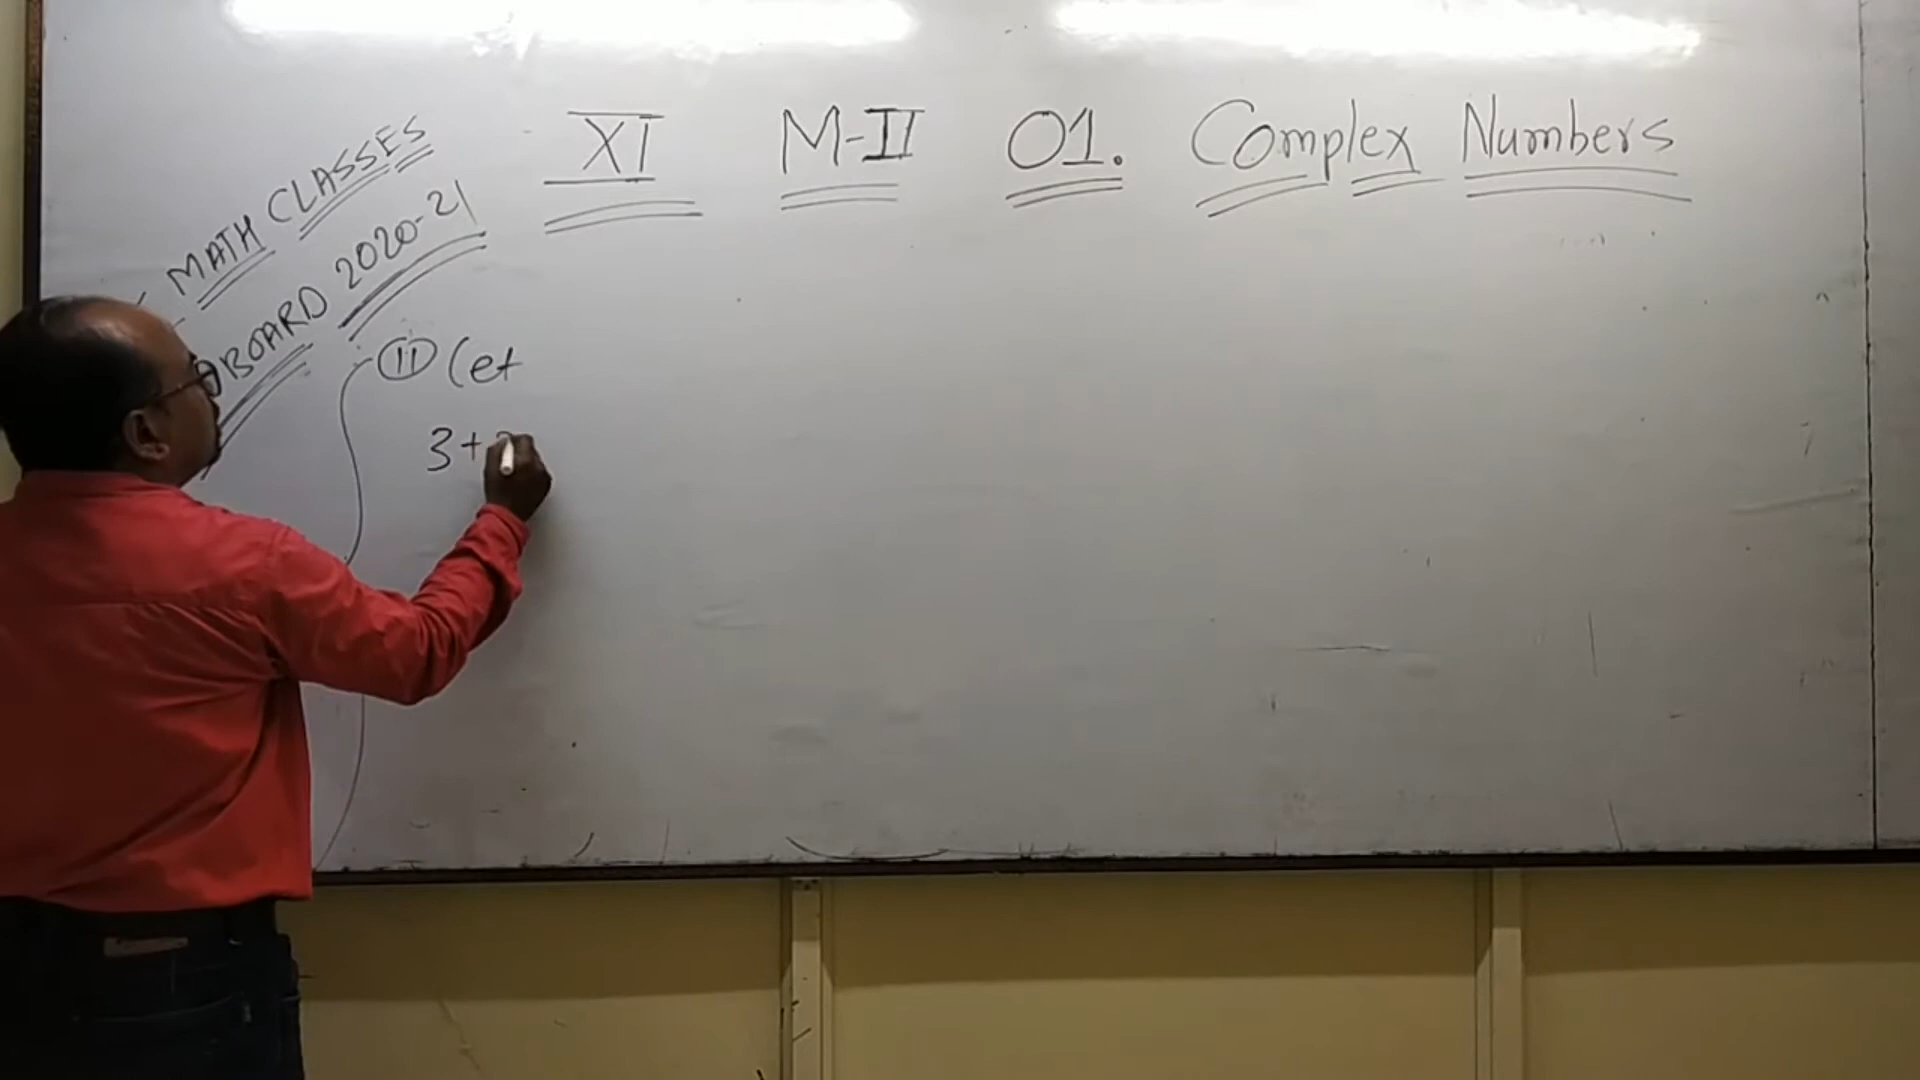 XI M-II 01. Complex Numbers
MATH CLASSES
BOARD 2020-21
11 Let
3+